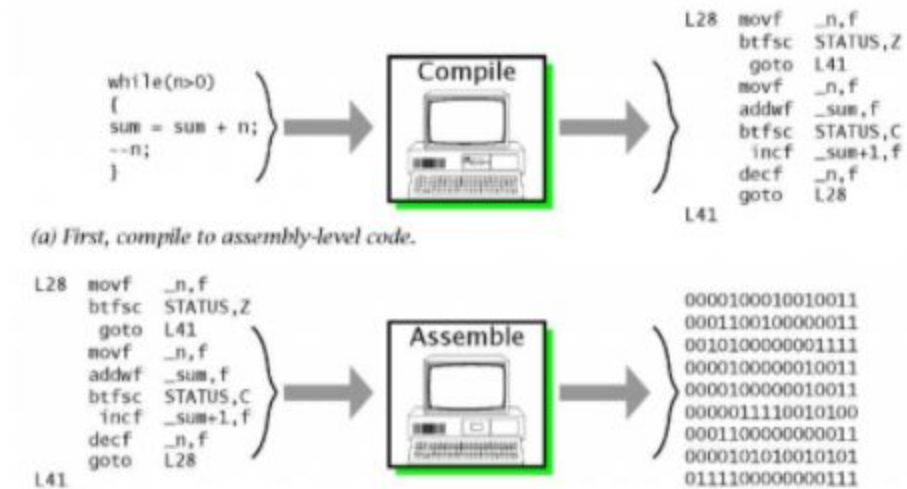 while(n>0)
{
sum = sum + n;
--n;
}
Compile
L28 movf _n,f
btfsc STATUS,Z
goto L41
movf _n,f
addwf _sum,f
btfsc STATUS,C
incf _sum+1,f
decf _n,f
goto L28
L41
(a) First, compile to assembly-level code.
L28 movf _n,f
btfsc STATUS,Z
goto L41
movf _n,f
addwf _sum,f
btfsc STATUS,C
incf _sum+1,f
decf _n,f
goto L28
L41
Assemble
0000100010010011
0001100100000011
0010100000001111
0000100000010011
0000100000010011
0000011110010100
0001100000000011
0000101010010101
0111100000000111